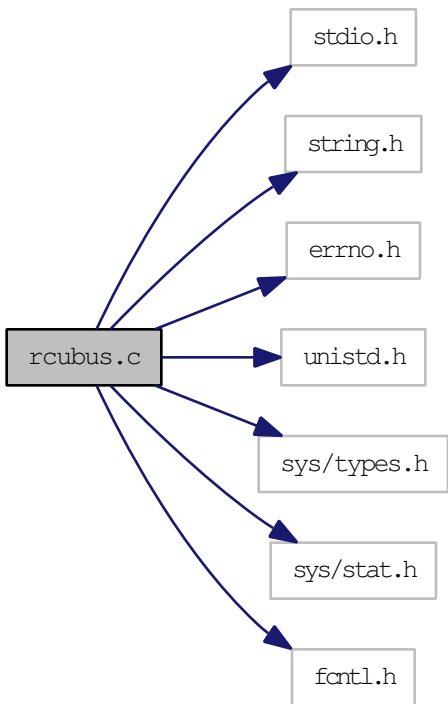 stdio.h
string.h
errno.h
rcubus.c
unistd.h
sys/types.h
sys/stat.h
fcntl.h